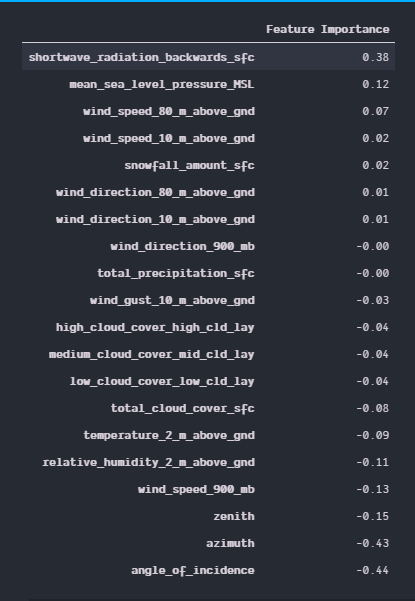 Feature Importance
shortwave_radiation_backwards_sfc 0.38
mean_sea_level_pressure_MSL 0.12
wind_speed_80_m_above_gnd 0.07
wind_speed_10_m_above_gnd 0.02
snowfall_amount_sfc 0.02
wind_direction_80_m_above_gnd 0.01
wind_direction_10_m_above_gnd 0.01
wind_direction_900_mb -0.00
total_precipitation_sfc -0.00
wind_gust_10_m_above_gnd -0.03
high_cloud_cover_high_cld_lay -0.04
medium_cloud_cover_mid_cld_lay -0.04
low_cloud_cover_low_cld_lay -0.04
total_cloud_cover_sfc -0.08
temperature_2_m_above_gnd -0.09
relative_humidity_2_m_above_gnd -0.11
wind_speed_900_mb -0.13
zenith -0.15
azimuth -0.43
angle_of_incidence -0.44